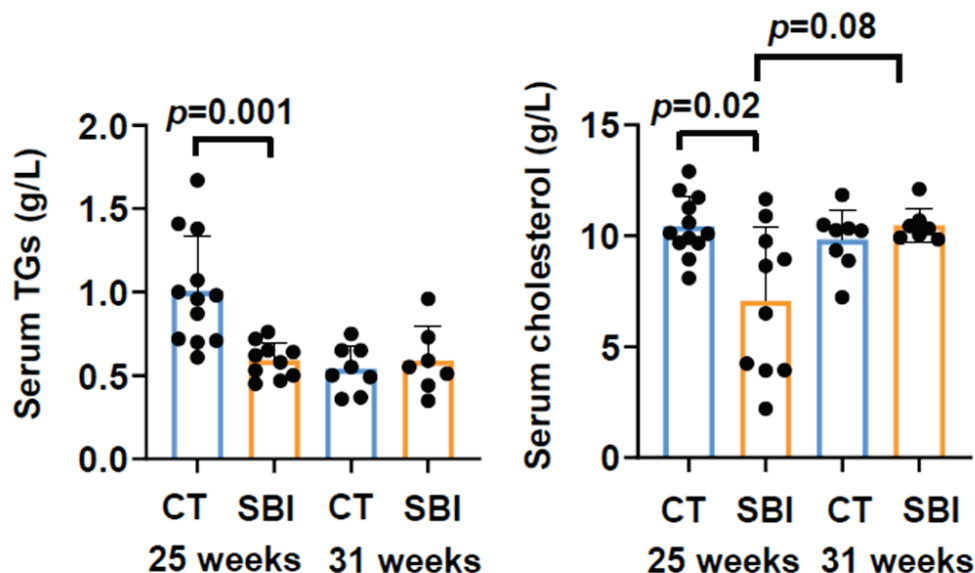 p=0.001
Serum TGs (g/L)
2.0
1.5
1.0
0.5
0.0
CT SBI CT SBI
25 weeks 31 weeks
p=0.08
p=0.02
Serum cholesterol (g/L)
15
10
5
0
CT SBI CT SBI
25 weeks 31 weeks